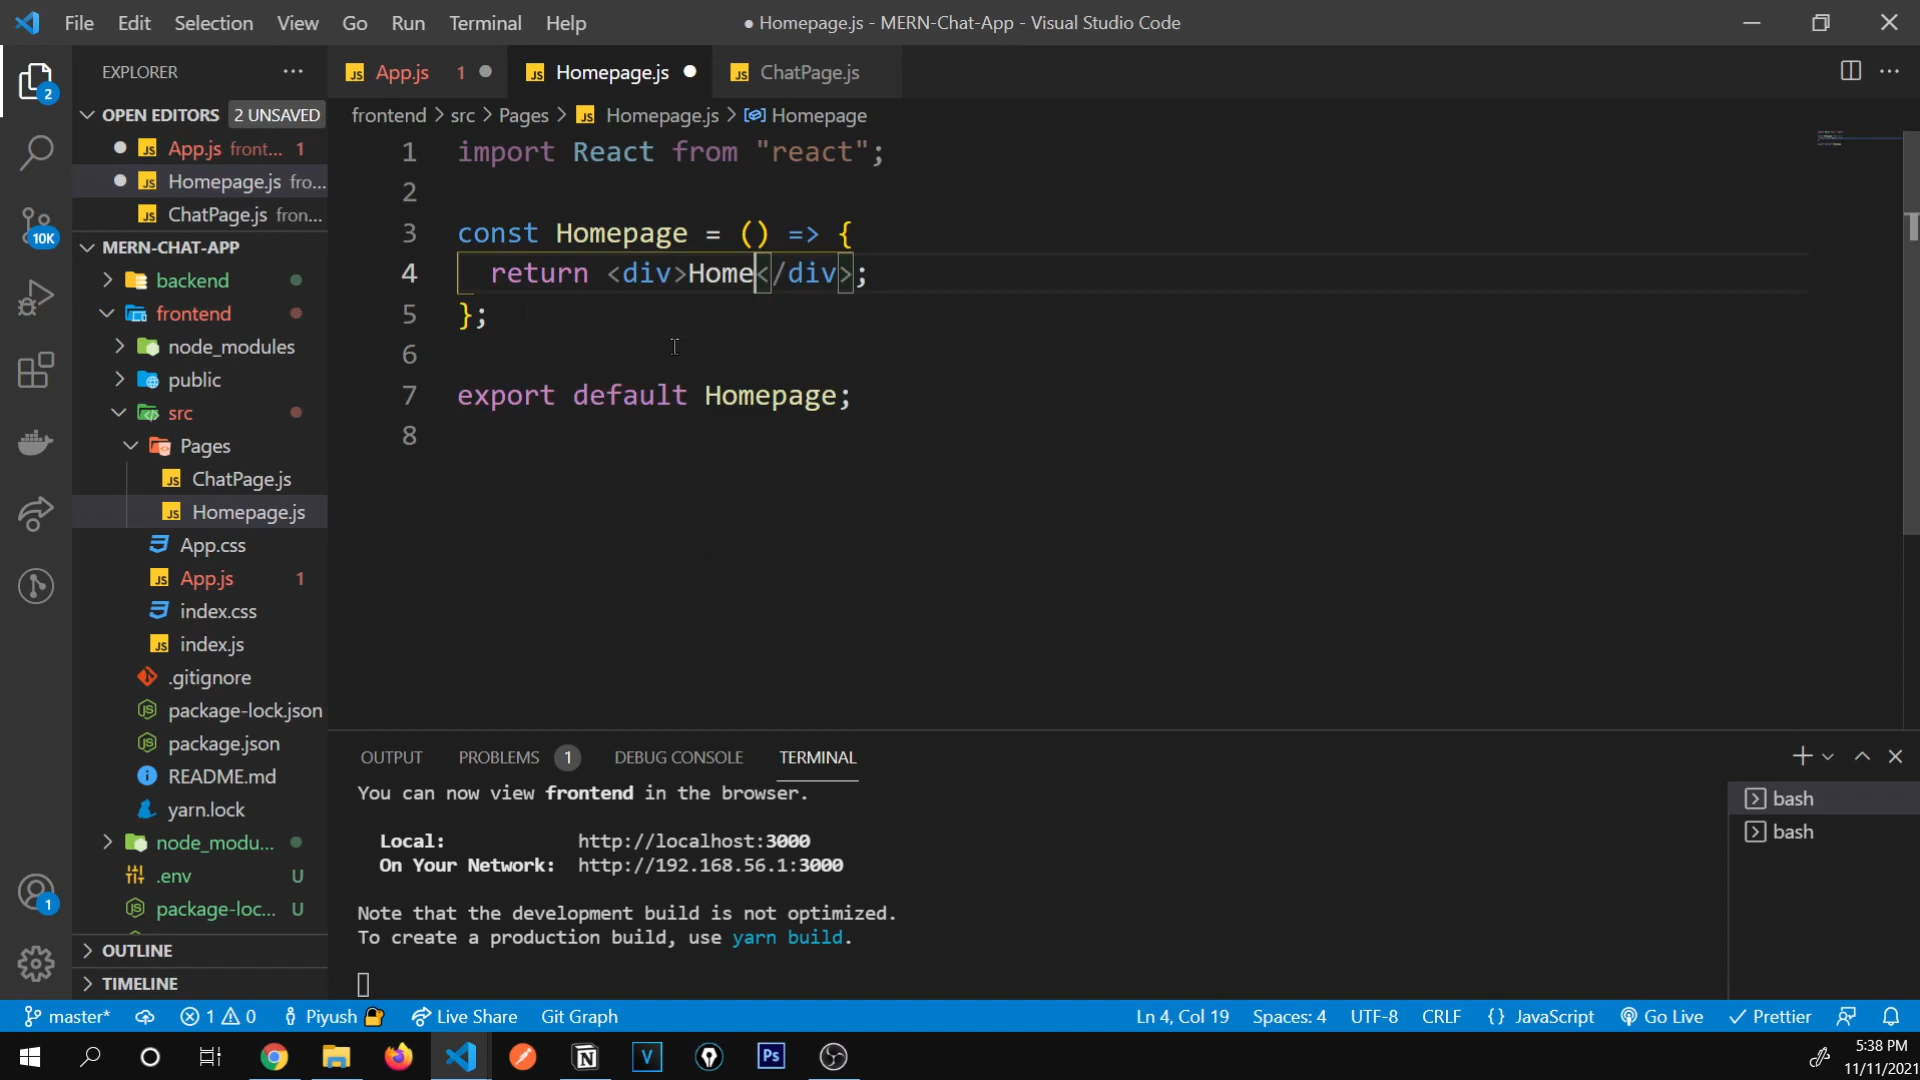 File Edit Selection View Go Run Terminal Help
● Homepage.js - MERN-Chat-App - Visual Studio Code
EXPLORER
2
OPEN EDITORS 2 UNSAVED
App.js front... 1
Homepage.js fro...
ChatPage.js fron...
MERN-CHAT-APP
backend
frontend
node_modules
public
src
Pages
ChatPage.js
Homepage.js
App.css
App.js 1
index.css
index.js
.gitignore
package-lock.json
package.json
README.md
yarn.lock
node_modu...
.env U
package-loc... U
OUTLINE
TIMELINE
10K
1
JS App.js 1
JS Homepage.js
JS ChatPage.js
frontend > src > Pages > JS Homepage.js > Homepage
1 import React from "react";
2
3 const Homepage = () => {
4 return <div>Home</div>;
5 };
6
7 export default Homepage;
8
OUTPUT PROBLEMS 1 DEBUG CONSOLE TERMINAL
You can now view frontend in the browser.
Local: http://localhost:3000
On Your Network: http://192.168.56.1:3000
Note that the development build is not optimized.
To create a production build, use yarn build.
bash
bash
master* 1 0 Piyush Live Share Git Graph
Ln 4, Col 19 Spaces: 4 UTF-8 CRLF {} JavaScript Go Live Prettier
N V Ps
5:38 PM
11/11/2021